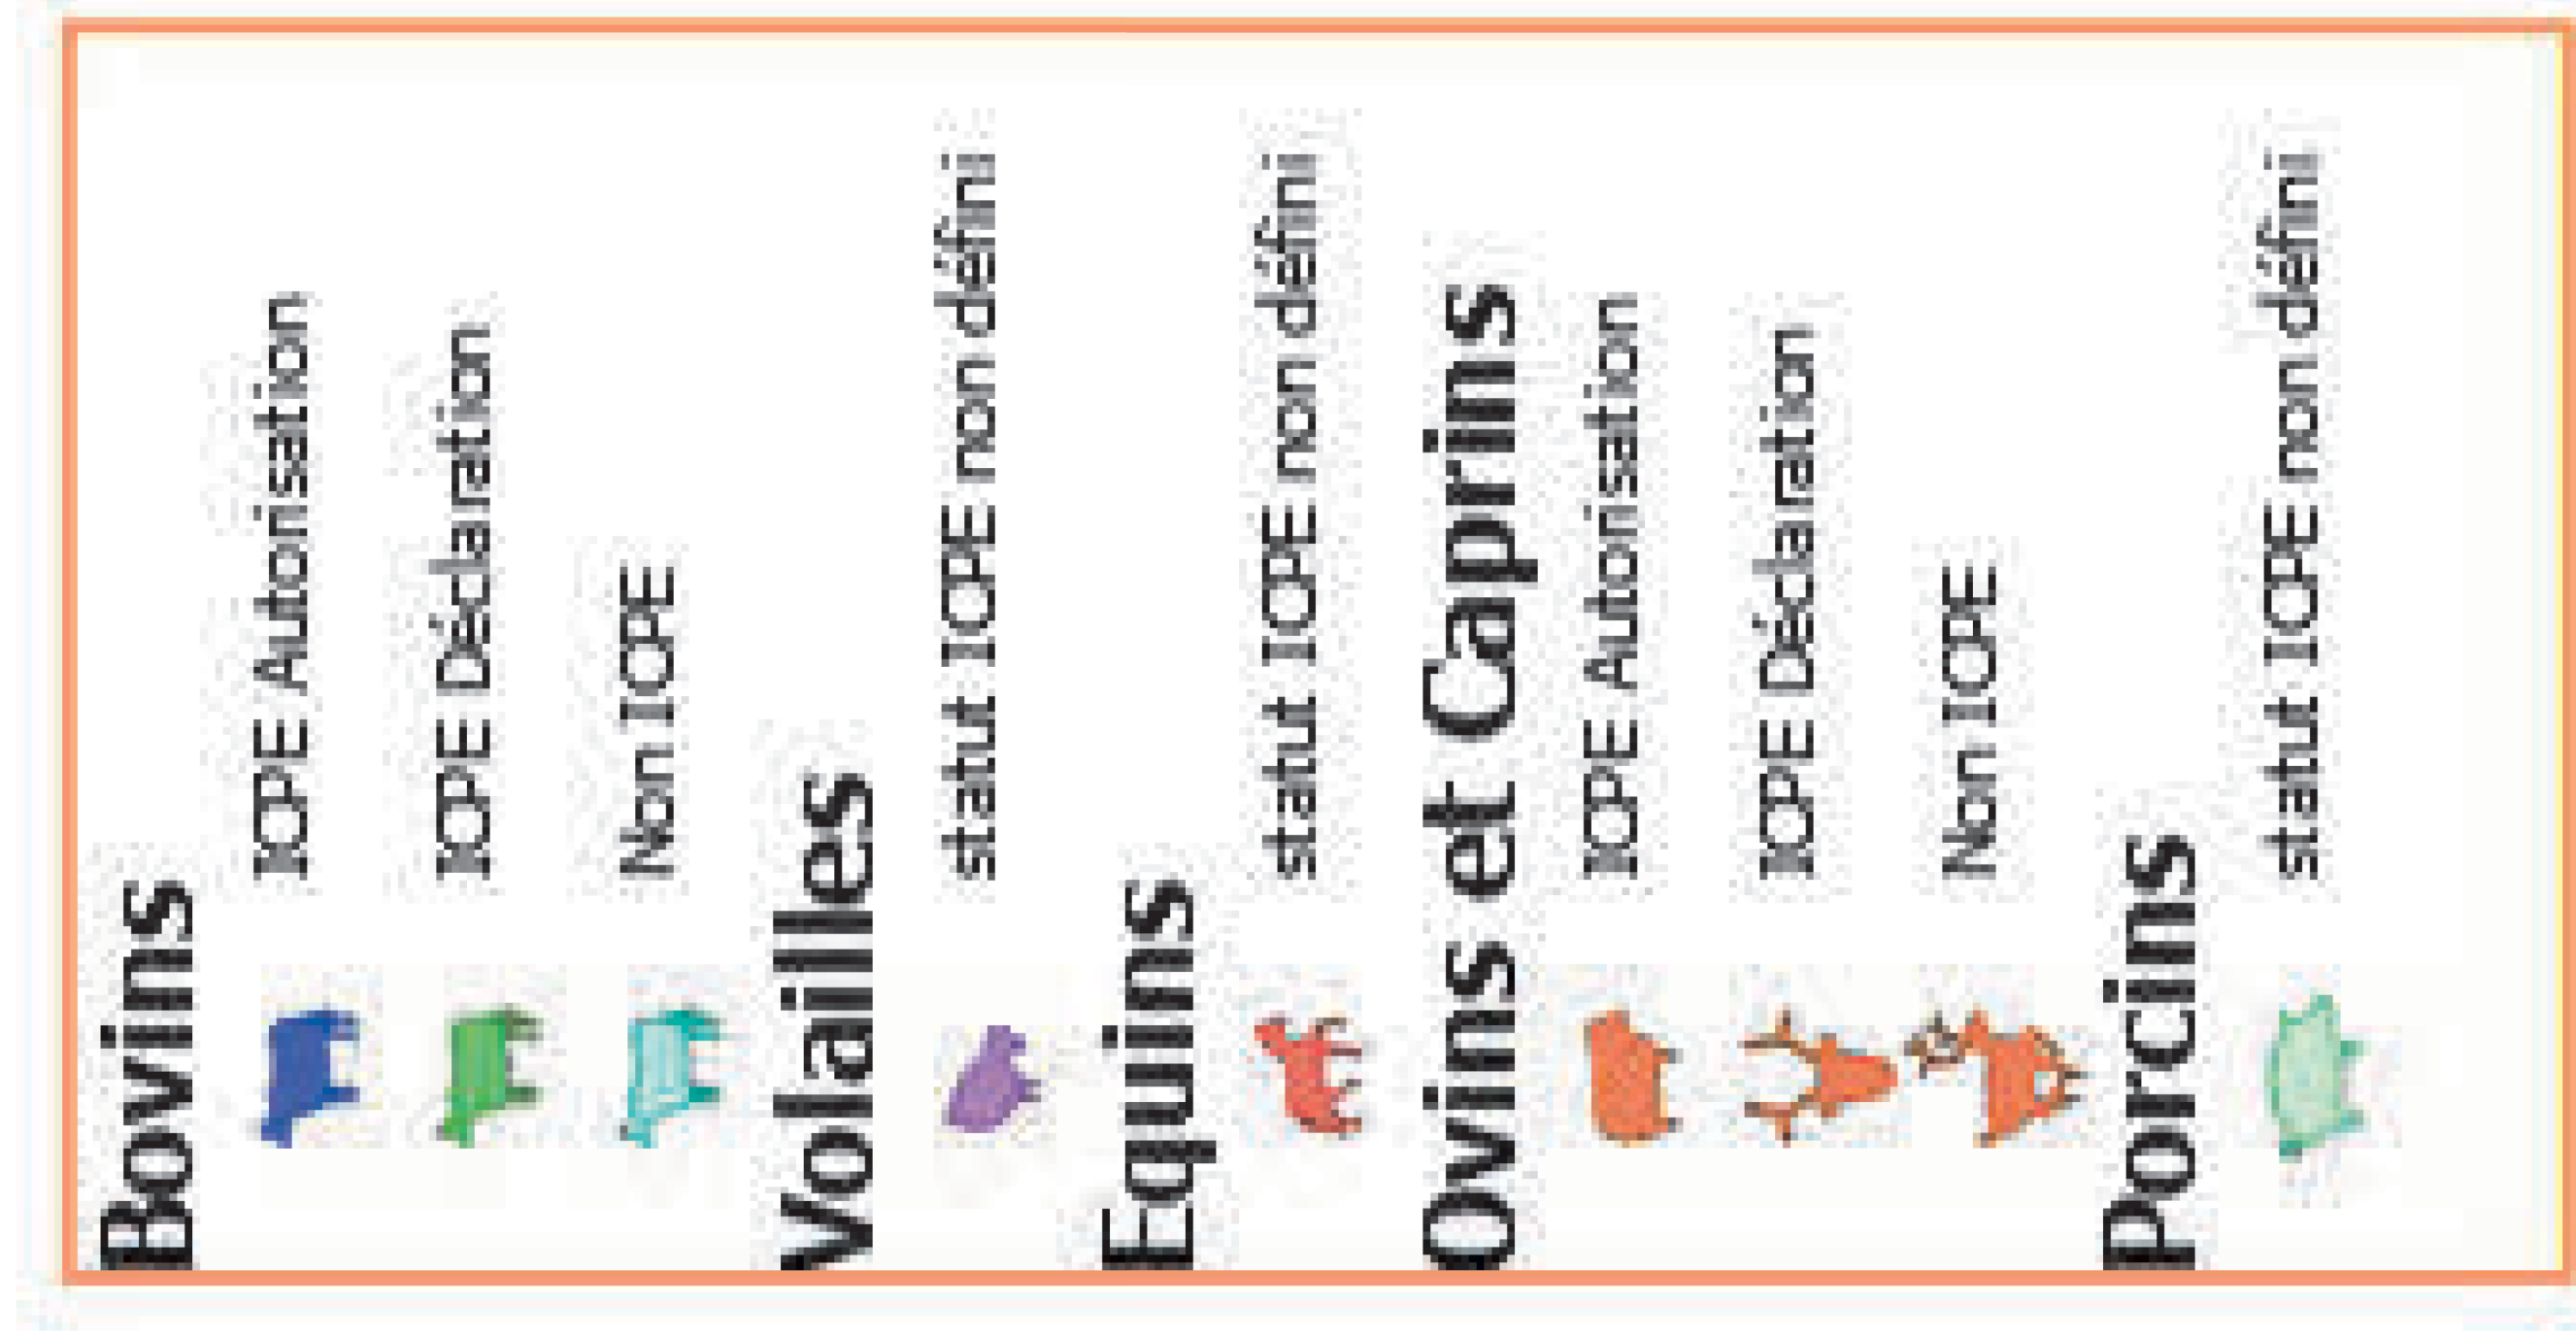 Bovins
ICPE Autorisation
ICPE Déclaration
Non ICPE
Volailles
statut ICPE non défini
Equins
statut ICPE non défini
Ovins et Caprins
ICPE Autorisation
ICPE Déclaration
Non ICPE
Porcins
statut ICPE non défini